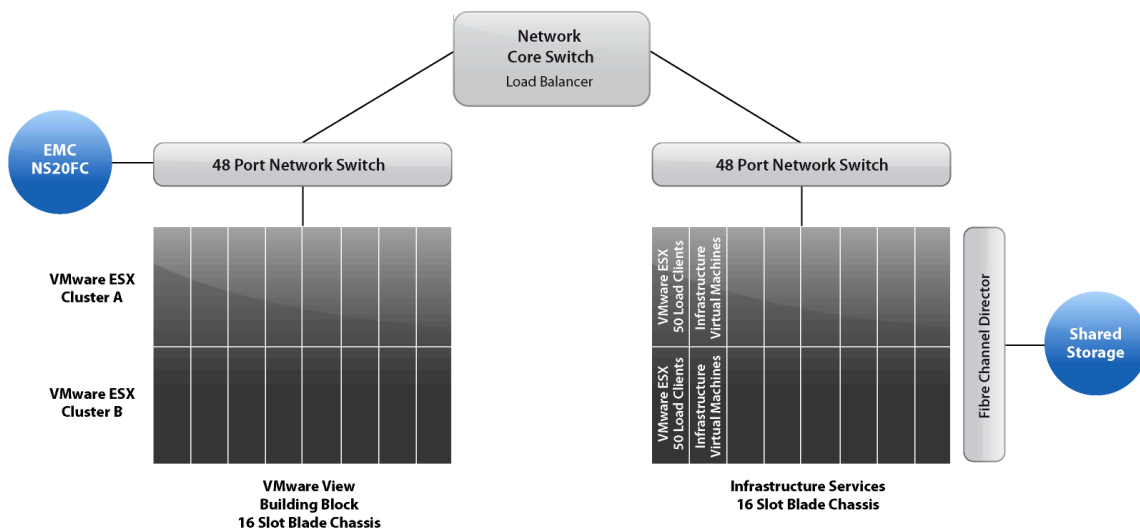 Network
Core Switch
Load Balancer
EMC
NS20FC
48 Port Network Switch
48 Port Network Switch
VMware ESX
Cluster A
VMware ESX
Cluster B
VMware ESX
50 Load Clients
Infrastructure
Virtual Machines
VMware ESX
50 Load Clients
Infrastructure
Virtual Machines
Fibre Channel Director
Shared
Storage
VMware View
Building Block
16 Slot Blade Chassis
Infrastructure Services
16 Slot Blade Chassis